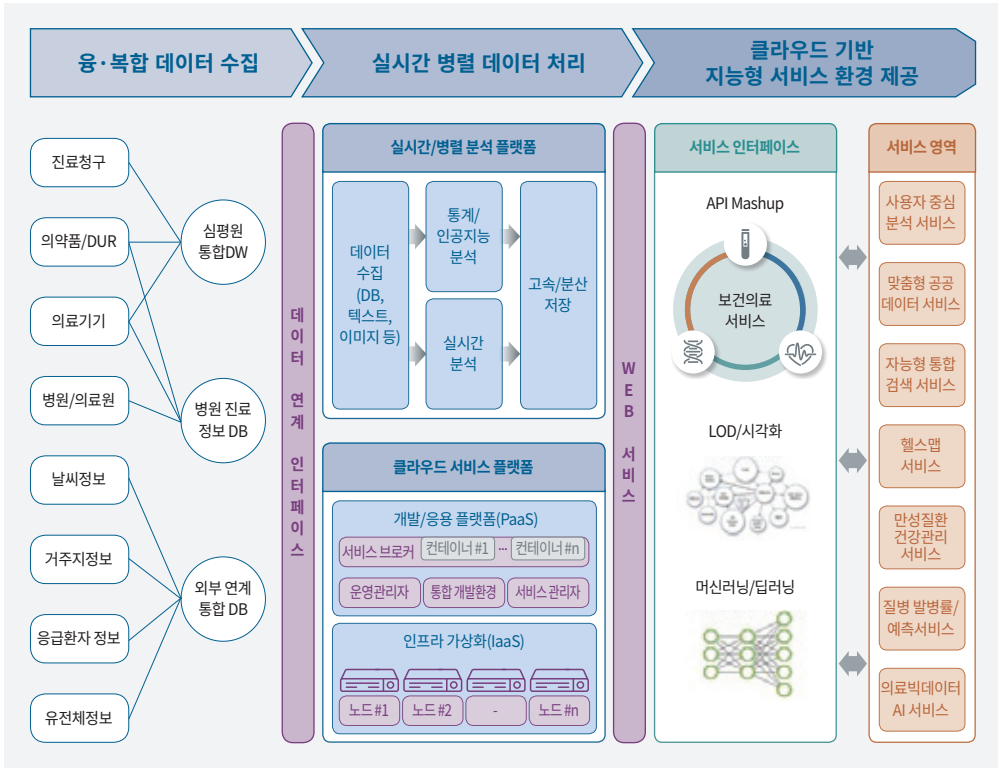 융·복합 데이터 수집
실시간 병렬 데이터 처리
클라우드 기반
지능형 서비스 환경 제공
진료청구
의약품/DUR
의료기기
병원/의료원
날씨정보
거주지정보
응급환자 정보
유전체정보
심평원
통합DW
병원 진료
정보 DB
외부 연계
통합 DB
데이터 연계 인터페이스
실시간/병렬 분석 플랫폼
데이터
수집
(DB,
텍스트,
이미지 등)
통계/
인공지능
분석
실시간
분석
고속/분산
저장
클라우드 서비스 플랫폼
개발/응용 플랫폼(PaaS)
서비스 브로커
컨테이너 #1
···
컨테이너 #n
운영관리자
통합 개발환경
서비스 관리자
인프라 가상화(IaaS)
노드 #1
노드 #2
-
노드 #n
WEB 서비스
서비스 인터페이스
API Mashup
보건의료
서비스
LOD/시각화
머신러닝/딥러닝
서비스 영역
사용자 중심
분석 서비스
맞춤형 공공
데이터 서비스
자능형 통합
검색 서비스
헬스맵
서비스
만성질환
건강관리
서비스
질병 발병률/
예측서비스
의료빅데이터
AI 서비스